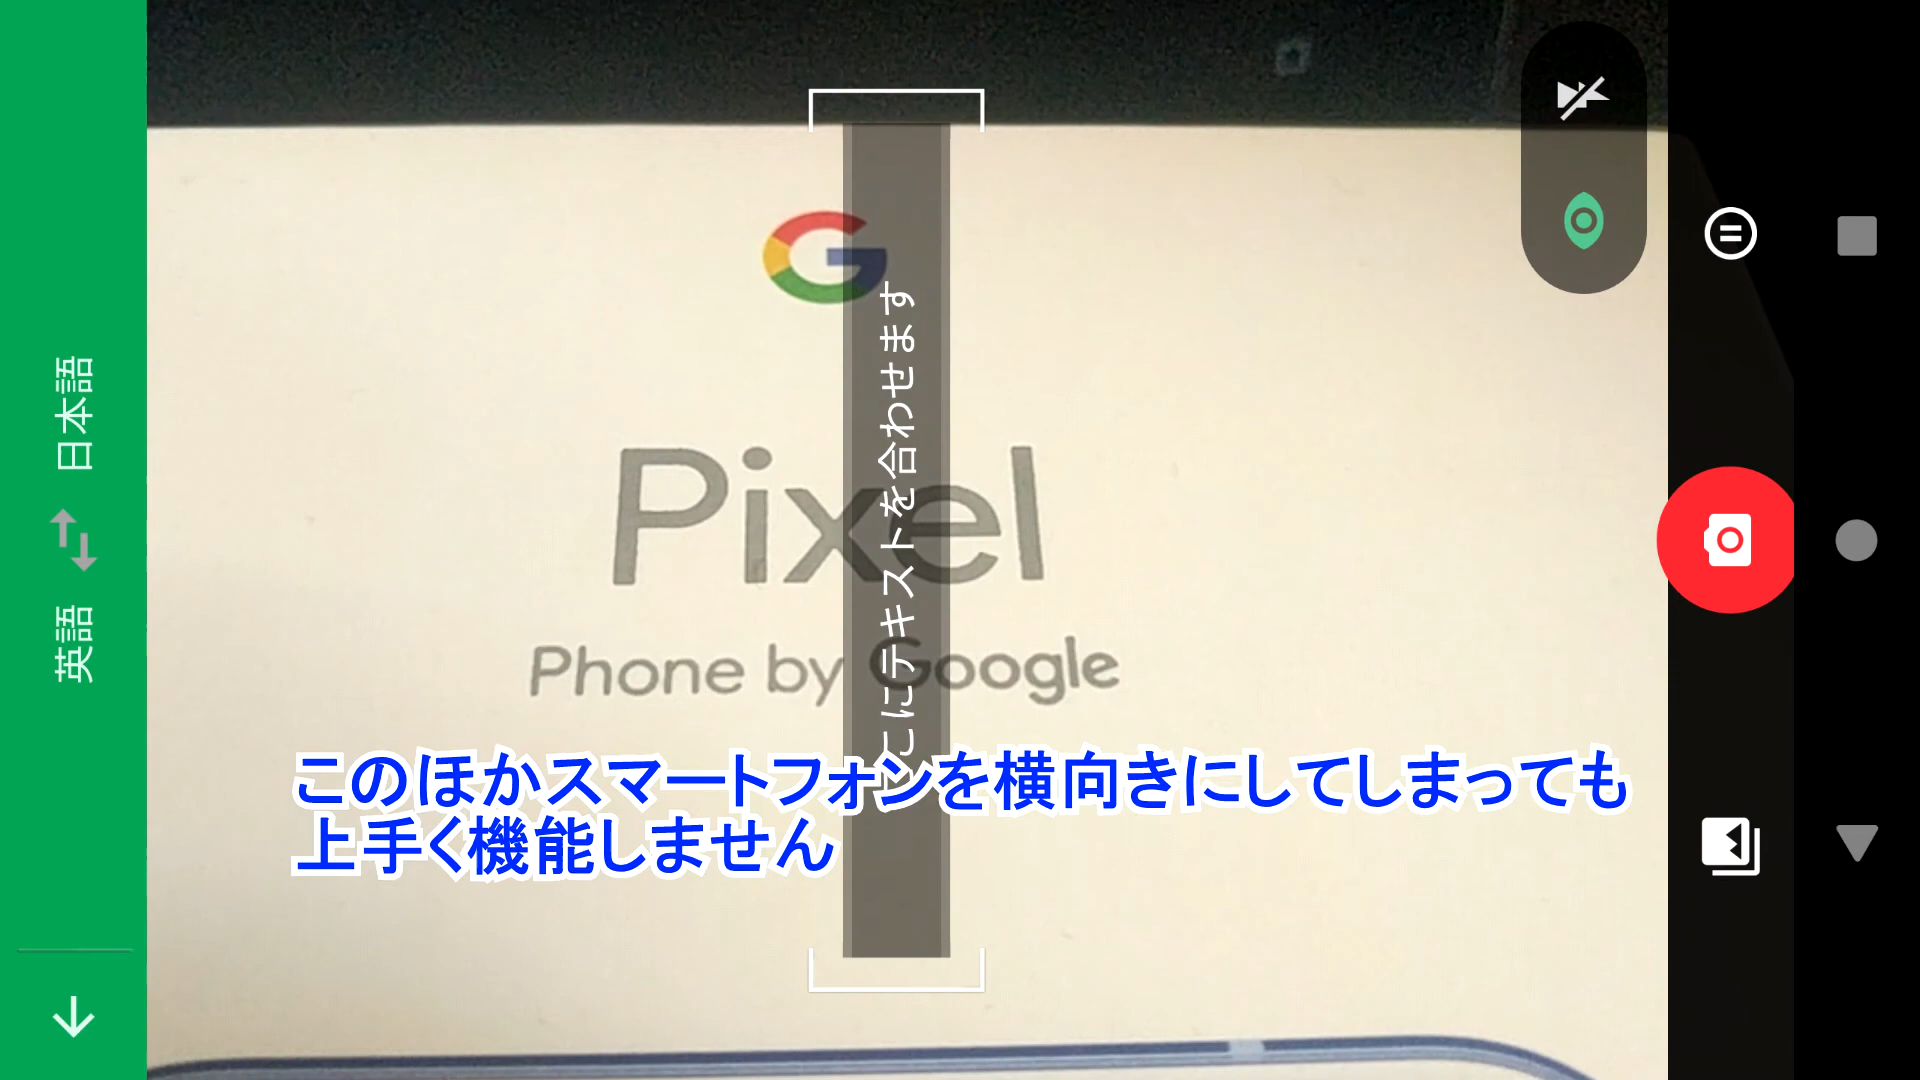 英語
日本語
G
Pixel
Phone by Google
ここにテキストを合わせます
このほかスマートフォンを横向きにしてしまっても
上手く機能しません